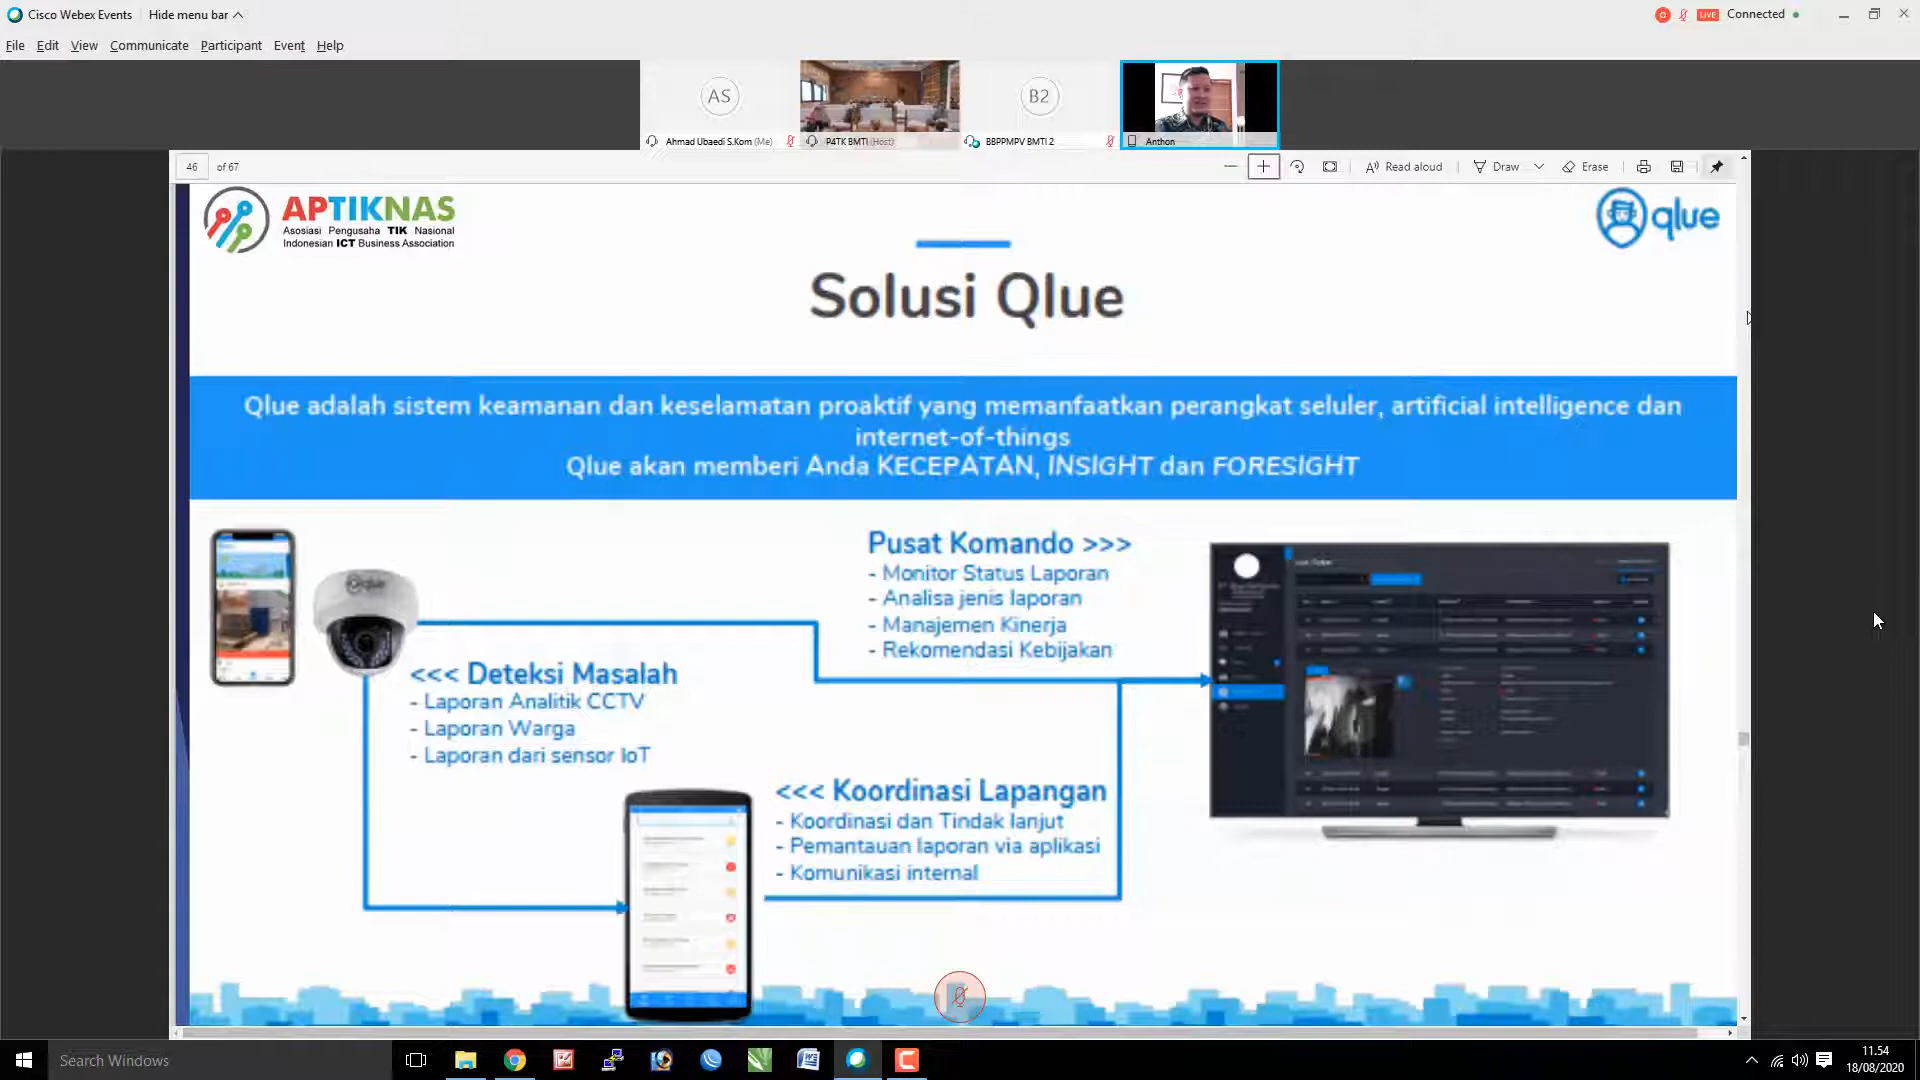 Cisco Webex Events
Hide menu bar
LIVE
Connected
File Edit View Communicate Participant Event Help
AS
B2
Ahmad Ubaedi S.Kom (Me)
P4TK BMTI (Host)
BBPPMPV BMTI 2
Anthon
46 of 67
Read aloud
Draw
Erase
APTIKNAS
Asosiasi Pengusaha TIK Nasional
Indonesian ICT Business Association
qlue
Solusi Qlue
Qlue adalah sistem keamanan dan keselamatan proaktif yang memanfaatkan perangkat seluler, artificial intelligence dan
internet-of-things
Qlue akan memberi Anda KECEPATAN, INSIGHT dan FORESIGHT
Pusat Komando >>>
- Monitor Status Laporan
- Analisa jenis laporan
- Manajemen Kinerja
- Rekomendasi Kebijakan
Qlue
<<< Deteksi Masalah
- Laporan Analitik CCTV
- Laporan Warga
- Laporan dari sensor IoT
<<< Koordinasi Lapangan
- Koordinasi dan Tindak lanjut
- Pemantauan laporan via aplikasi
- Komunikasi internal
Search Windows
11.54
18/08/2020